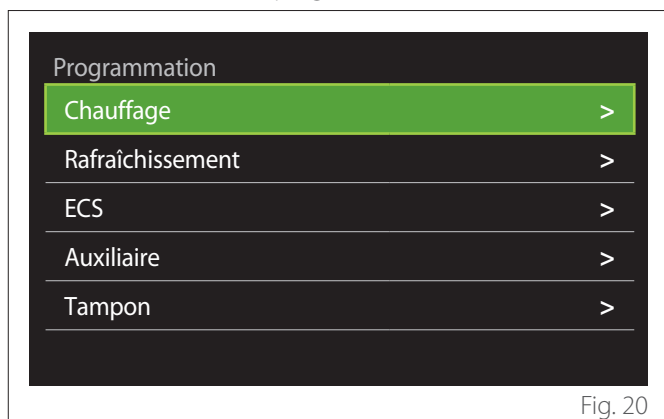 Programmation
Chauffage >
Rafraîchissement >
ECS >
Auxiliaire >
Tampon >
Fig. 20